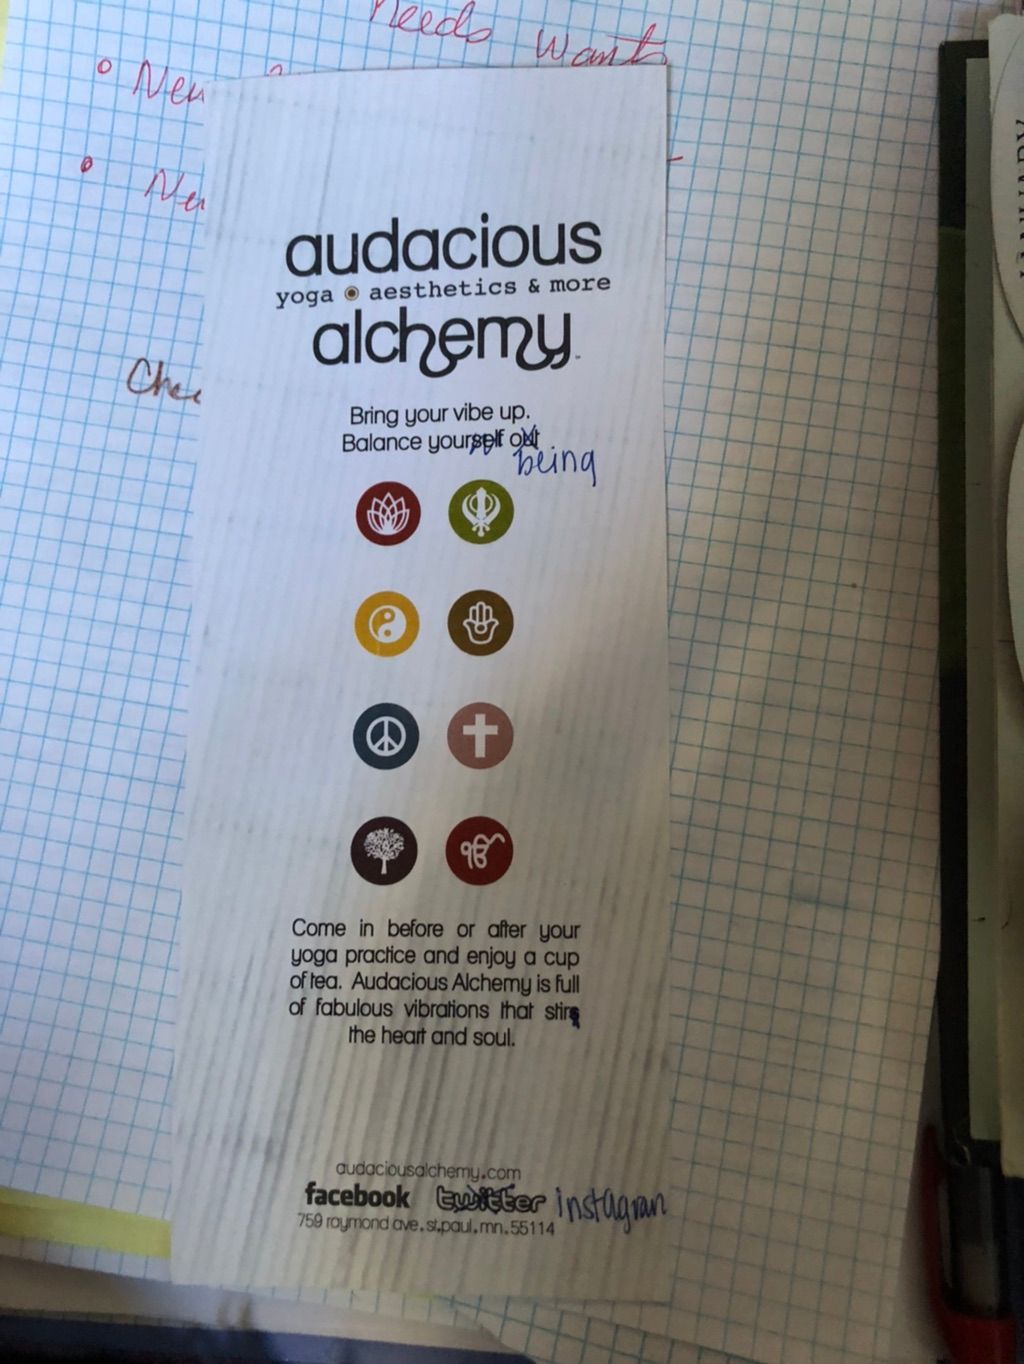 needs wants
audacious
yoga aesthetics & more
alchemy
Bring your vibe up.
Balance yourself out
being
Come in before or after your
yoga practice and enjoy a cup
of tea. Audacious Alchemy is full
of fabulous vibrations that stirs
the heart and soul.
audaciousalchemy.com
facebook twitter instagram
759 raymond ave. st.paul. mn. 55114